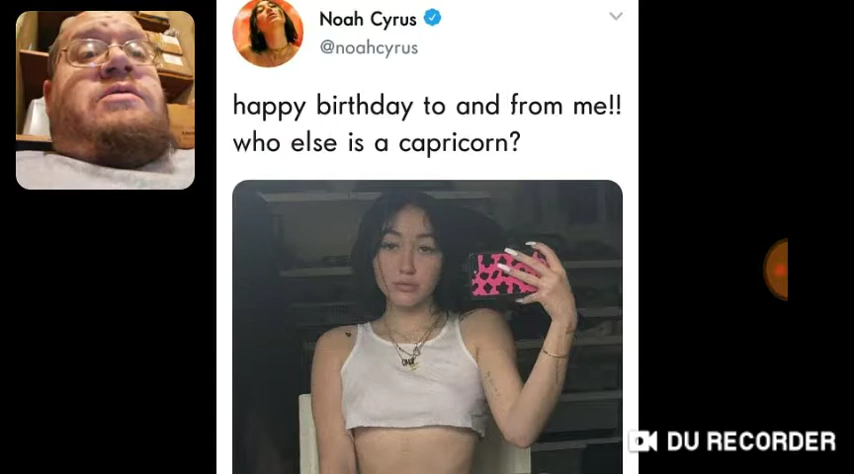 Noah Cyrus
@noahcyrus
happy birthday to and from me!!
who else is a capricorn?
DU RECORDER